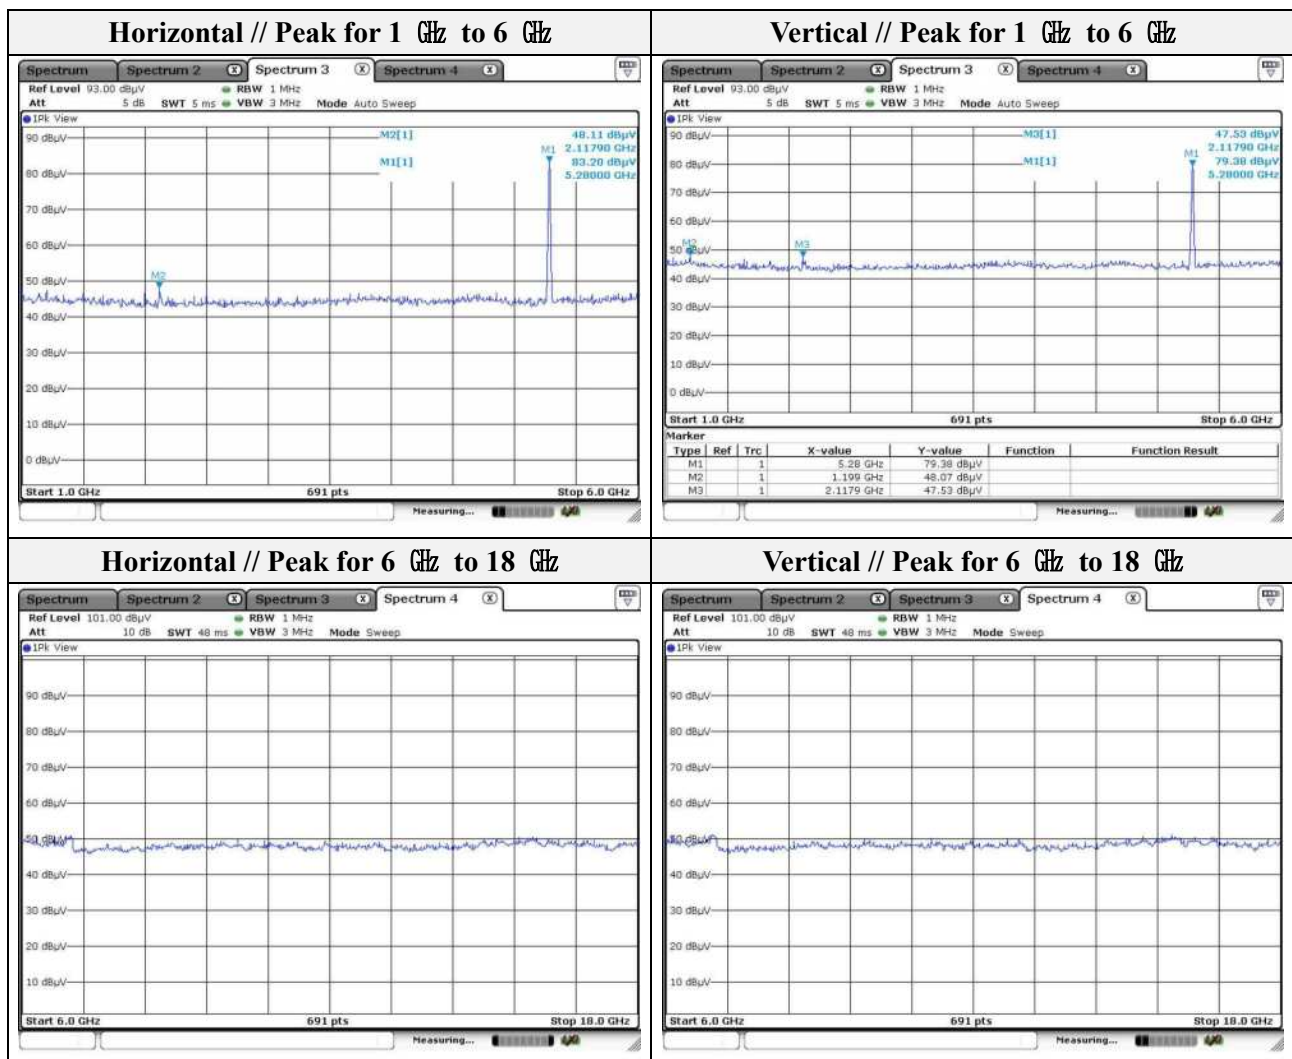 Horizontal // Peak for 1 ㎓ to 6 ㎓
Spectrum Spectrum 2 Spectrum 3 Spectrum 4
Ref Level 93.00 dBµV RBW 1 MHz
Att 5 dB SWT 5 ms VBW 3 MHz Mode Auto Sweep
1Pk View
M2[1] 48.11 dBµV
2.11790 GHz
M1[1] 83.20 dBµV
5.28000 GHz
M1
M2
90 dBµV
80 dBµV
70 dBµV
60 dBµV
50 dBµV
40 dBµV
30 dBµV
20 dBµV
10 dBµV
0 dBµV
Start 1.0 GHz 691 pts Stop 6.0 GHz
Measuring...
Vertical // Peak for 1 ㎓ to 6 ㎓
Spectrum Spectrum 2 Spectrum 3 Spectrum 4
Ref Level 93.00 dBµV RBW 1 MHz
Att 5 dB SWT 5 ms VBW 3 MHz Mode Auto Sweep
1Pk View
M3[1] 47.53 dBµV
2.11790 GHz
M1[1] 79.38 dBµV
5.28000 GHz
M1
M2
M3
90 dBµV
80 dBµV
70 dBµV
60 dBµV
50 dBµV
40 dBµV
30 dBµV
20 dBµV
10 dBµV
0 dBµV
Start 1.0 GHz 691 pts Stop 6.0 GHz
Marker
Type Ref Trc X-value Y-value Function Function Result
M1 1 5.28 GHz 79.38 dBµV
M2 1 1.199 GHz 48.07 dBµV
M3 1 2.1179 GHz 47.53 dBµV
Measuring...
Horizontal // Peak for 6 ㎓ to 18 ㎓
Spectrum Spectrum 2 Spectrum 3 Spectrum 4
Ref Level 101.00 dBµV RBW 1 MHz
Att 10 dB SWT 48 ms VBW 3 MHz Mode Sweep
1Pk View
90 dBµV
80 dBµV
70 dBµV
60 dBµV
50 dBµV
40 dBµV
30 dBµV
20 dBµV
10 dBµV
Start 6.0 GHz 691 pts Stop 18.0 GHz
Measuring...
Vertical // Peak for 6 ㎓ to 18 ㎓
Spectrum Spectrum 2 Spectrum 3 Spectrum 4
Ref Level 101.00 dBµV RBW 1 MHz
Att 10 dB SWT 48 ms VBW 3 MHz Mode Sweep
1Pk View
90 dBµV
80 dBµV
70 dBµV
60 dBµV
50 dBµV
40 dBµV
30 dBµV
20 dBµV
10 dBµV
Start 6.0 GHz 691 pts Stop 18.0 GHz
Measuring...